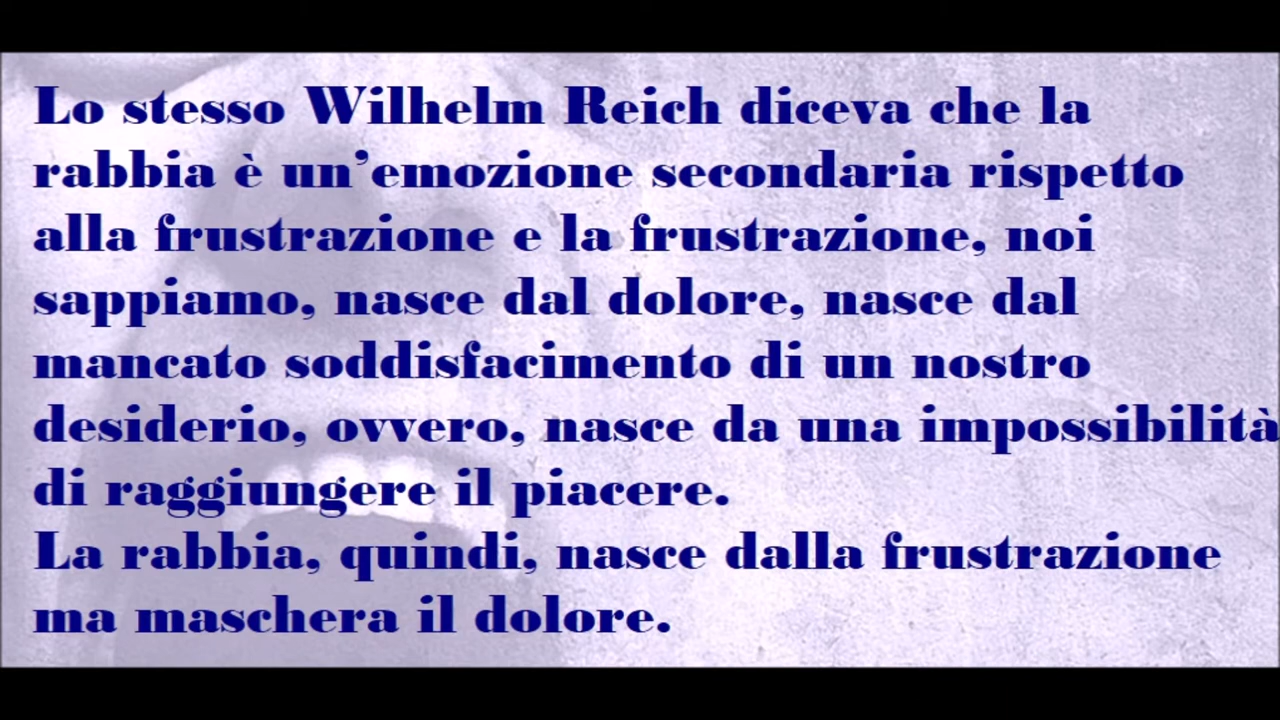 Lo stesso Wilhelm Reich diceva che la
rabbia è un’emozione secondaria rispetto
alla frustrazione e la frustrazione, noi
sappiamo, nasce dal dolore, nasce dal
mancato soddisfacimento di un nostro
desiderio, ovvero, nasce da una impossibilità
di raggiungere il piacere.
La rabbia, quindi, nasce dalla frustrazione
ma maschera il dolore.